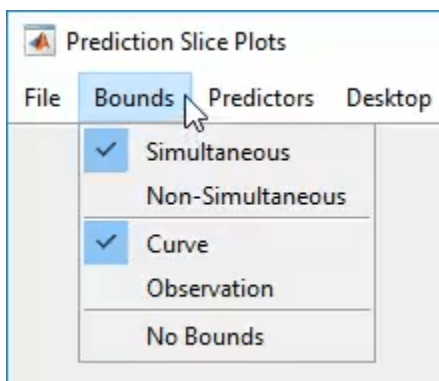 Prediction Slice Plots
File Bounds Predictors Desktop
Simultaneous
Non-Simultaneous
Curve
Observation
No Bounds